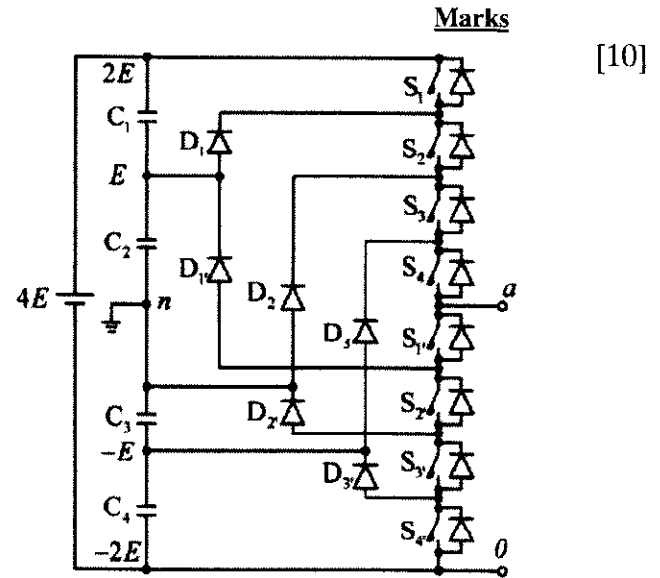 Marks
[10]
2E
S₁
C₁
D₁
S₂
E
S₃
C₂
D₁'
S₄
D₂
4E
n
a
D₅
S₁'
C₃
D₂'
S₂'
-E
S₃'
D₃'
C₄
S₄'
-2E
0